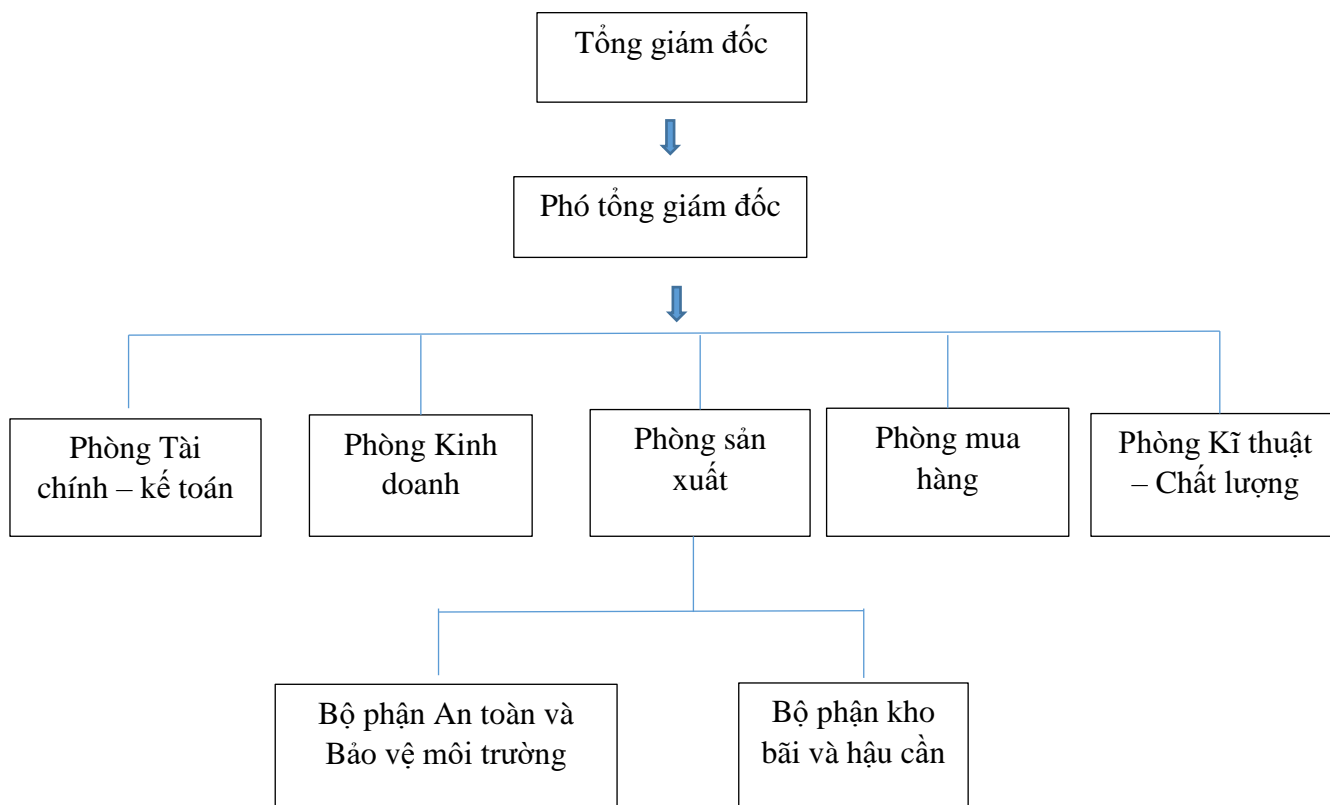 Tổng giám đốc
Phó tổng giám đốc
Phòng Tài
chính – kế toán
Phòng Kinh
doanh
Phòng sản
xuất
Phòng mua
hàng
Phòng Kĩ thuật
– Chất lượng
Bộ phận An toàn và
Bảo vệ môi trường
Bộ phận kho
bãi và hậu cần